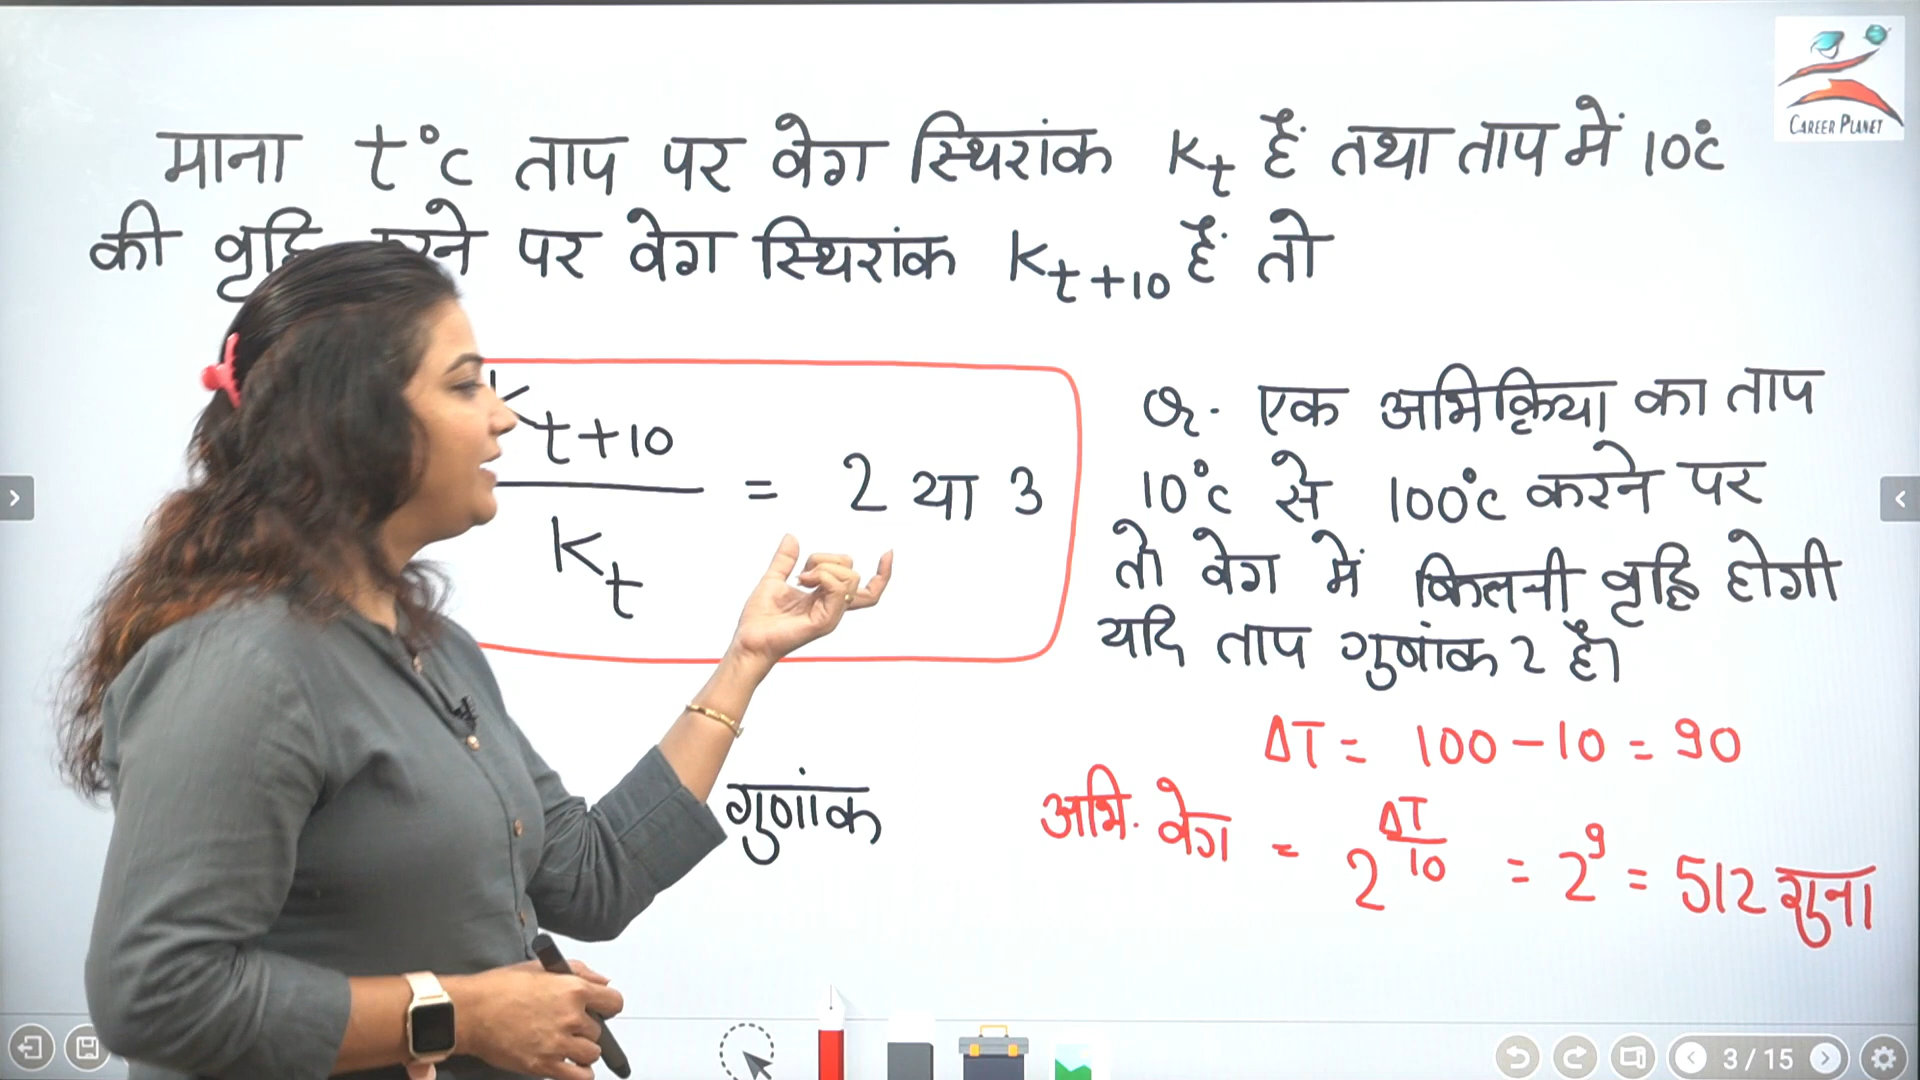 CAREER PLANET
माना t°c ताप पर वेग स्थिरांक Kt हैं तथा ताप में 10°c
की वृद्धि करने पर वेग स्थिरांक Kt+10 हैं तो
Kt+10 / Kt = 2 या 3
Q. एक अभिक्रिया का ताप
10°c से 100°c करने पर
तो वेग में कितनी वृद्धि होगी
यदि ताप गुणांक 2 है।
ΔT = 100 - 10 = 90
गुणांक
अभि. वेग = 2^ΔT/10 = 2^9 = 512 गुना
3 / 15